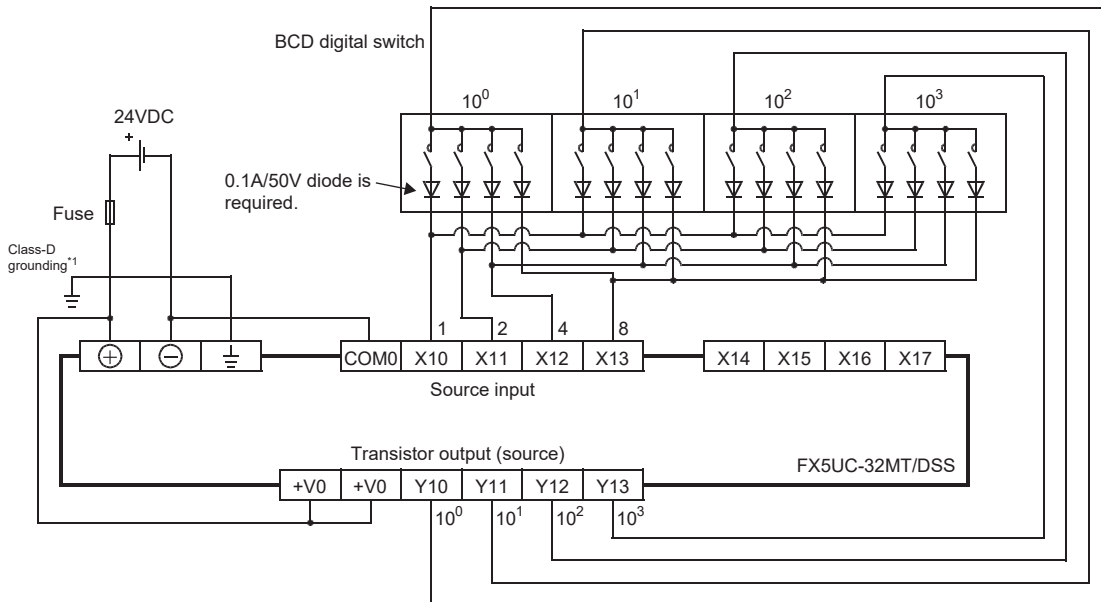 BCD digital switch
10⁰ 10¹ 10² 10³
24VDC
+
0.1A/50V diode is
required.
Fuse
Class-D
grounding*1
1 2 4 8
+ − COM0 X10 X11 X12 X13 X14 X15 X16 X17
Source input
Transistor output (source)
FX5UC-32MT/DSS
+V0 +V0 Y10 Y11 Y12 Y13
10⁰ 10¹ 10² 10³